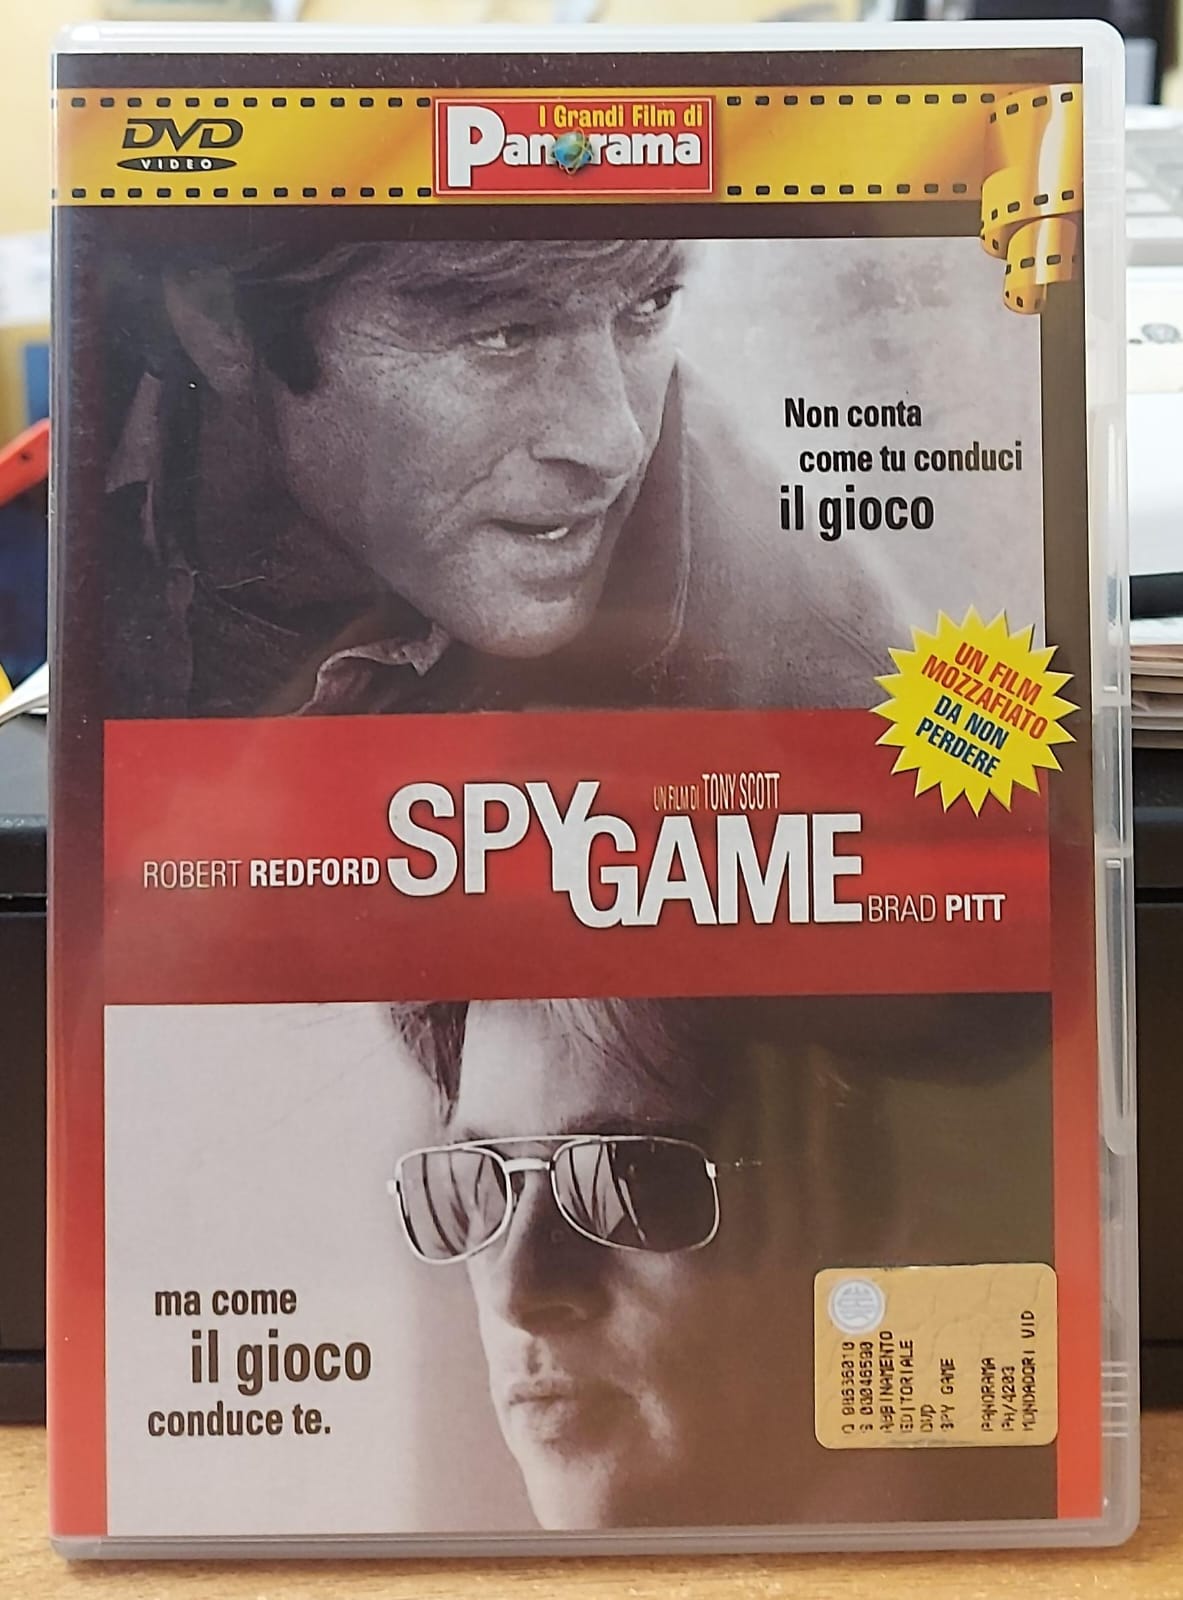 DVD
VIDEO
I Grandi Film di
Panorama
Non conta
come tu conduci
il gioco
UN FILM
MOZZAFIATO
DA NON
PERDERE
UN FILM DI TONY SCOTT
ROBERT REDFORD SPY GAME BRAD PITT
ma come
il gioco
conduce te.
ABBINAMENTO
EDITORIALE
DVD
SPY GAME
PANORAMA
PA/4203
MONDADORI VID